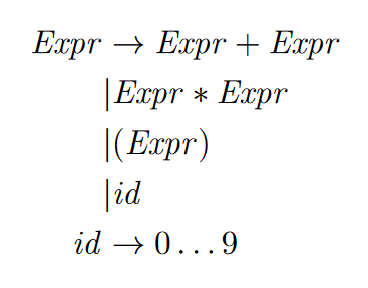 Expr → Expr + Expr
|Expr ∗ Expr
|(Expr)
|id
id → 0 … 9